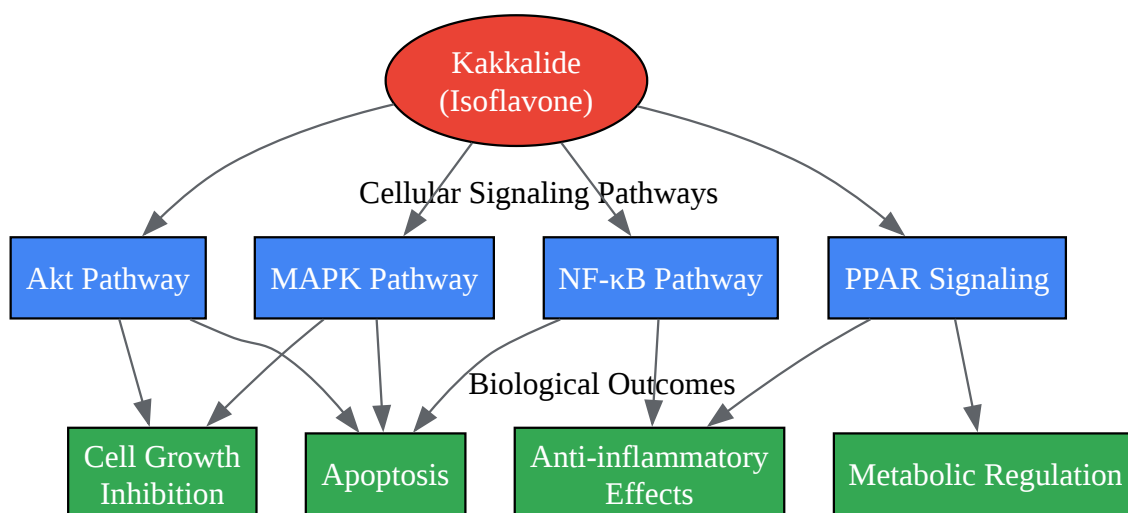 Kakkalide
(Isoflavone)
Cellular Signaling Pathways
Akt Pathway
MAPK Pathway
NF-κB Pathway
PPAR Signaling
Biological Outcomes
Cell Growth
Inhibition
Apoptosis
Anti-inflammatory
Effects
Metabolic Regulation